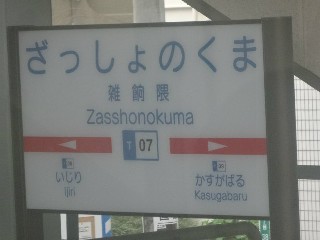 ざっしょのくま
雑餉隈
Zasshonokuma
T 07
いじり
Ijiri
かすがばる
Kasugabaru